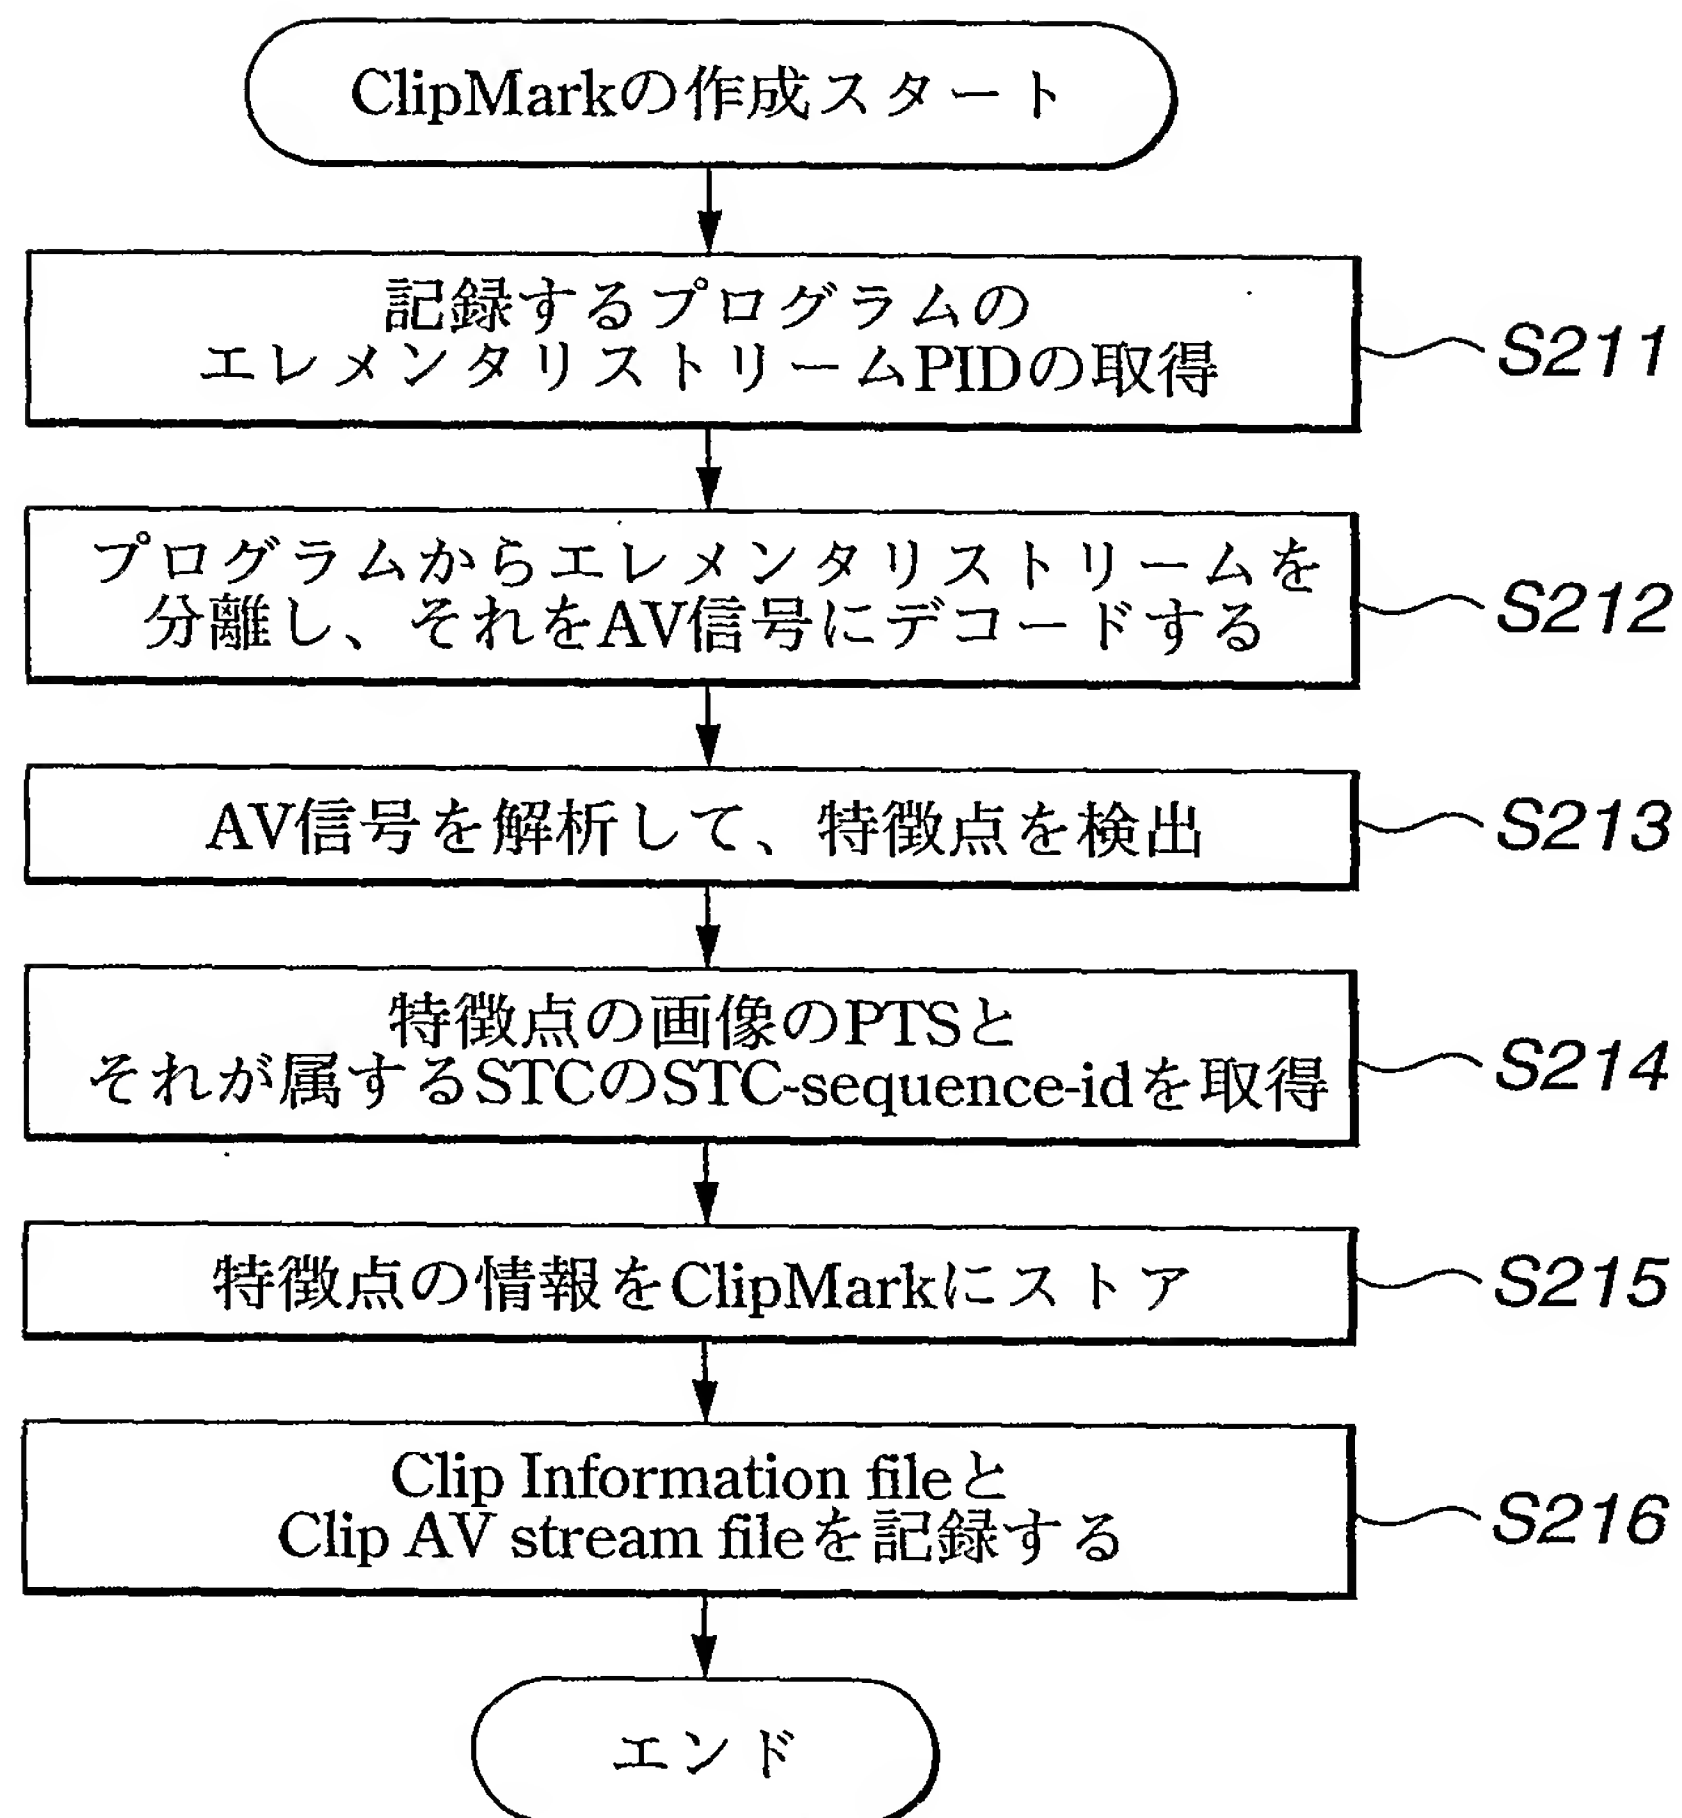 ClipMarkの作成スタート
記録するプログラムの
エレメンタリストリームPIDの取得
S211
プログラムからエレメンタリストリームを
分離し、それをAV信号にデコードする
S212
AV信号を解析して、特徴点を検出
S213
特徴点の画像のPTSと
それが属するSTCのSTC-sequence-idを取得
S214
特徴点の情報をClipMarkにストア
S215
Clip Information fileと
Clip AV stream fileを記録する
S216
エンド